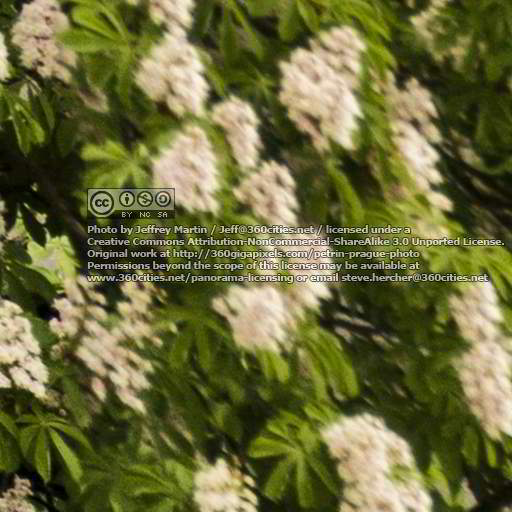 cc
BY NC SA
Photo by Jeffrey Martin / Jeff@360cities.net / licensed under a
Creative Commons Attribution-NonCommercial-ShareAlike 3.0 Unported License.
Original work at http://360gigapixels.com/petrin-prague-photo
Permissions beyond the scope of this license may be available at
www.360cities.net/panorama-licensing or email steve.hercher@360cities.net